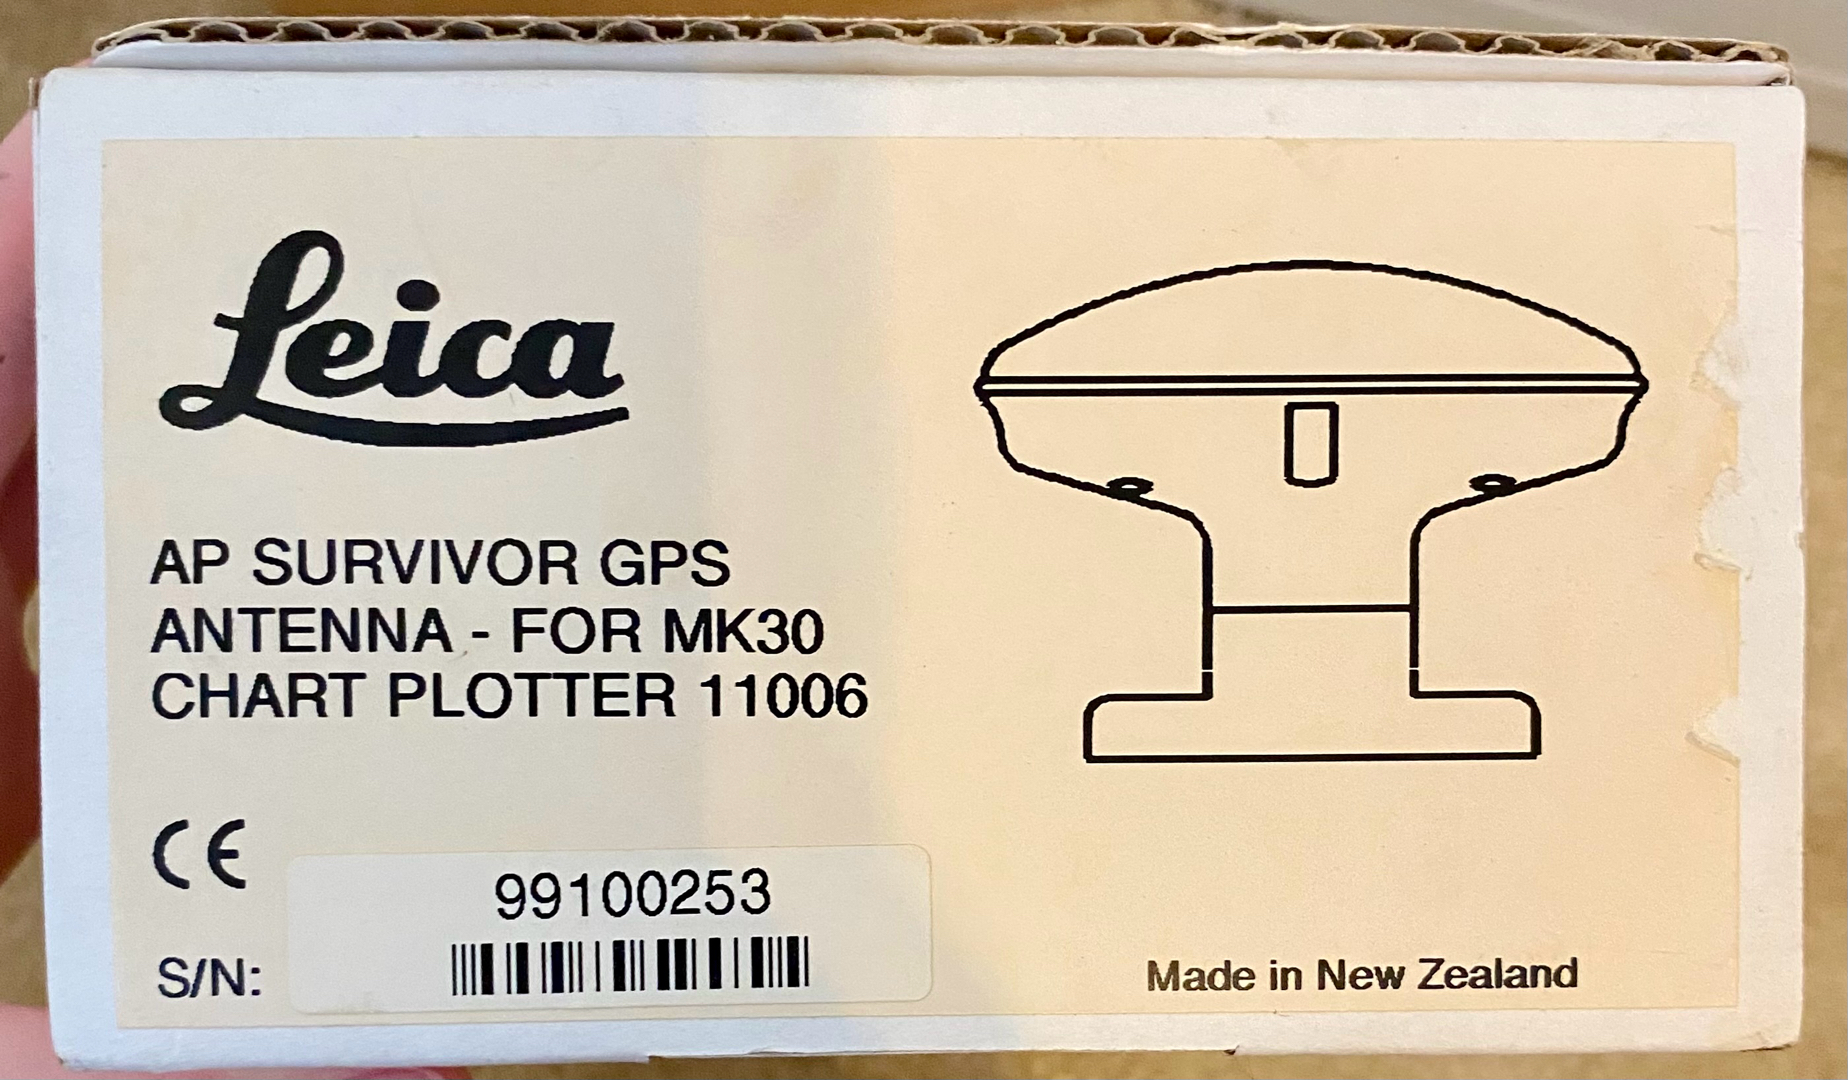 Leica
AP SURVIVOR GPS
ANTENNA - FOR MK30
CHART PLOTTER 11006
CE
99100253
S/N:
Made in New Zealand